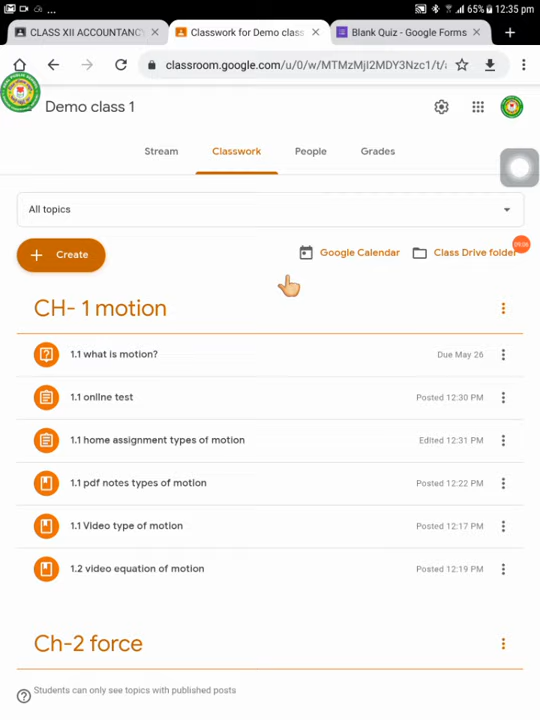 ... 65% 12:35 pm
CLASS XII ACCOUNTANCY Classwork for Demo class Blank Quiz - Google Forms
classroom.google.com/u/0/w/MTMzMjI2MDY3Nzc1/t/
Demo class 1
Stream Classwork People Grades
All topics
Create Google Calendar Class Drive folder 09:06
CH- 1 motion
1.1 what is motion? Due May 26
1.1 onlIne test Posted 12:30 PM
1.1 home assignment types of motion Edited 12:31 PM
1.1 pdf notes types of motion Posted 12:22 PM
1.1 Video type of motion Posted 12:17 PM
1.2 video equation of motion Posted 12:19 PM
Ch-2 force
Students can only see topics with published posts